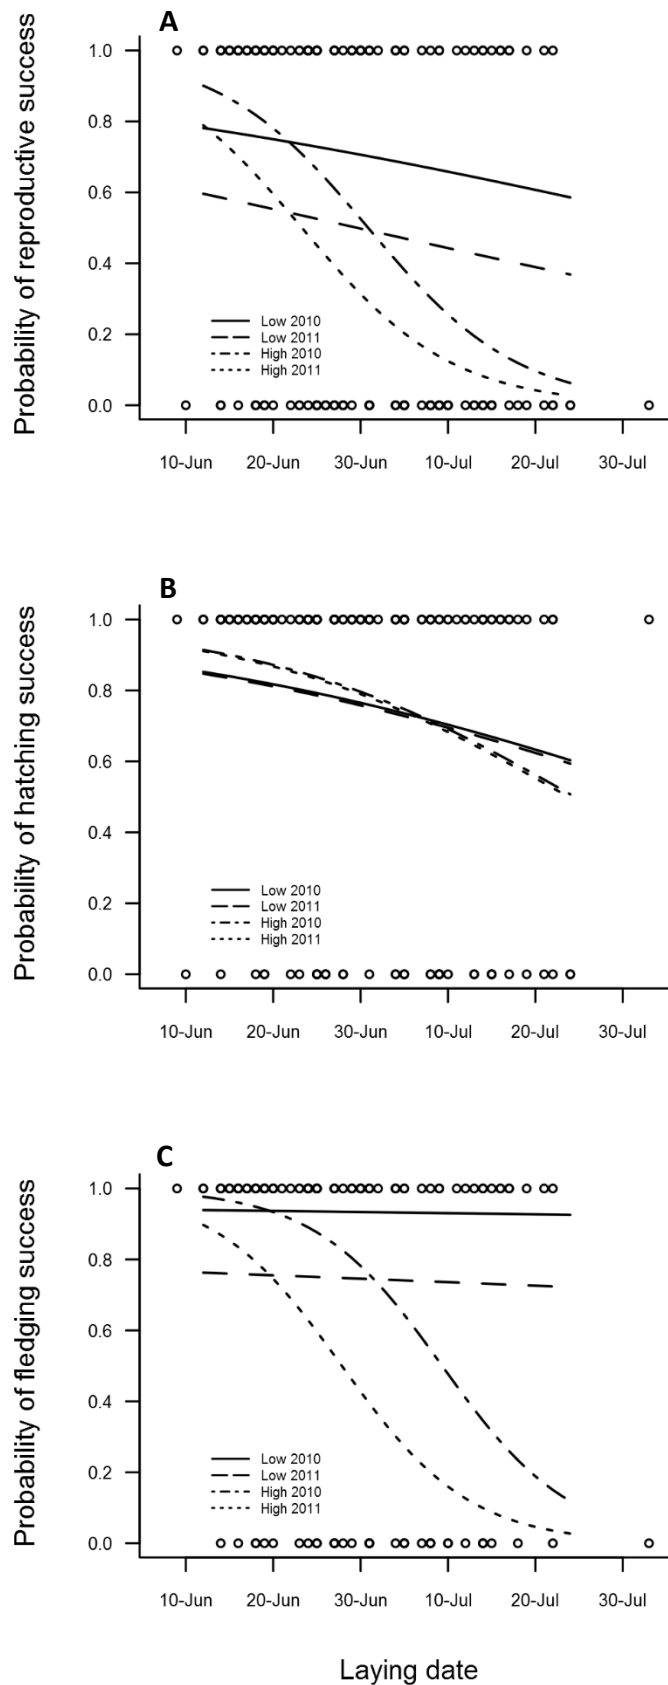 A
Probability of reproductive success
1.0
0.8
0.6
0.4
0.2
0.0
Low 2010
Low 2011
High 2010
High 2011
10-Jun 20-Jun 30-Jun 10-Jul 20-Jul 30-Jul
B
Probability of hatching success
1.0
0.8
0.6
0.4
0.2
0.0
Low 2010
Low 2011
High 2010
High 2011
10-Jun 20-Jun 30-Jun 10-Jul 20-Jul 30-Jul
C
Probability of fledging success
1.0
0.8
0.6
0.4
0.2
0.0
Low 2010
Low 2011
High 2010
High 2011
10-Jun 20-Jun 30-Jun 10-Jul 20-Jul 30-Jul
Laying date